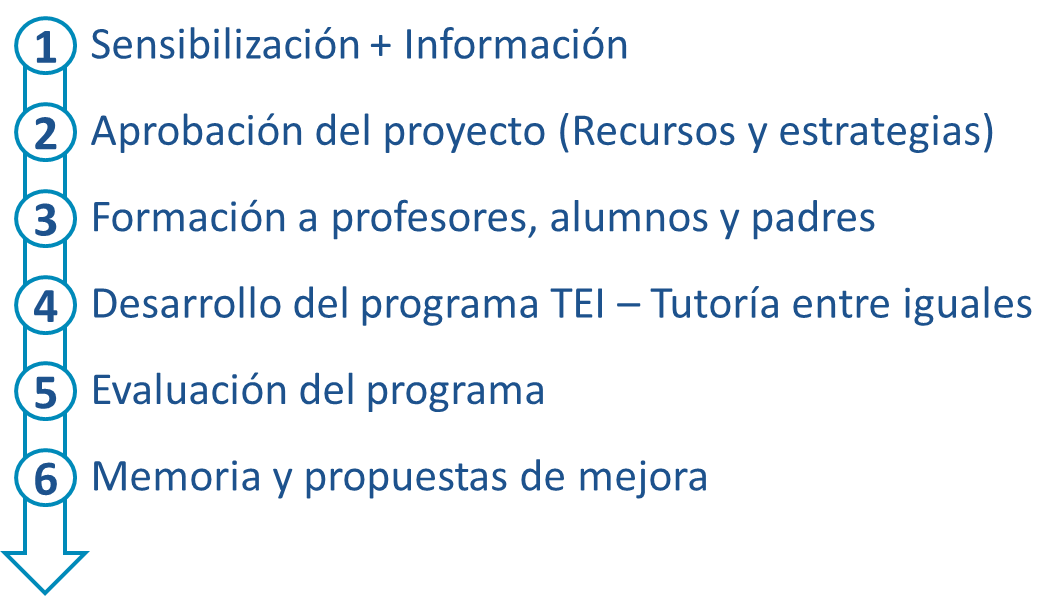 1 Sensibilización + Información
2 Aprobación del proyecto (Recursos y estrategias)
3 Formación a profesores, alumnos y padres
4 Desarrollo del programa TEI – Tutoría entre iguales
5 Evaluación del programa
6 Memoria y propuestas de mejora